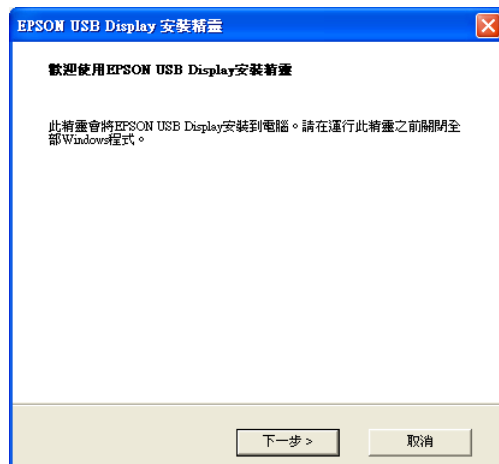 EPSON USB Display 安裝精靈
歡迎使用EPSON USB Display安裝精靈
此精靈會將EPSON USB Display安裝到電腦。請在運行此精靈之前關閉全
部Windows程式。
下一步 >
取消